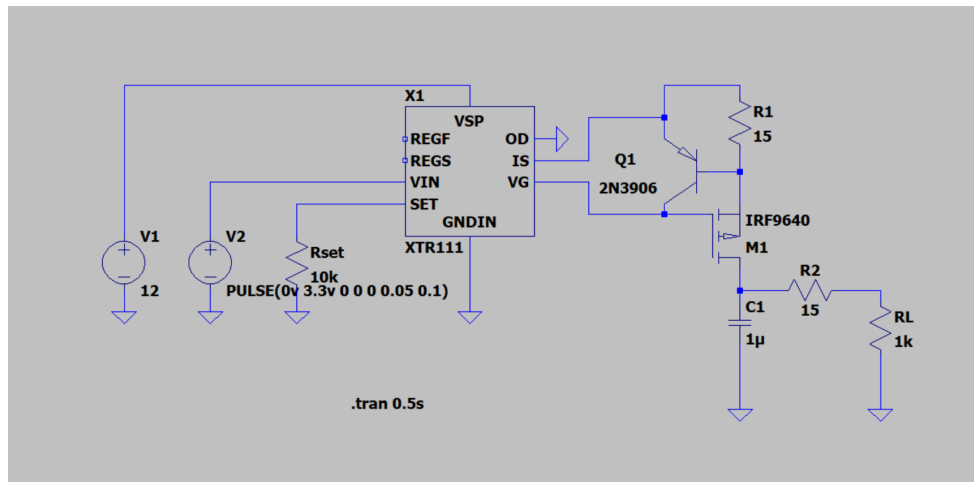 X1
VSP
REGF
REGS
VIN
SET
OD
IS
VG
GNDIN
XTR111
R1
15
Q1
2N3906
IRF9640
M1
V1
12
V2
PULSE(0v 3.3v 0 0 0 0.05 0.1)
Rset
10k
R2
15
C1
1µ
RL
1k
.tran 0.5s